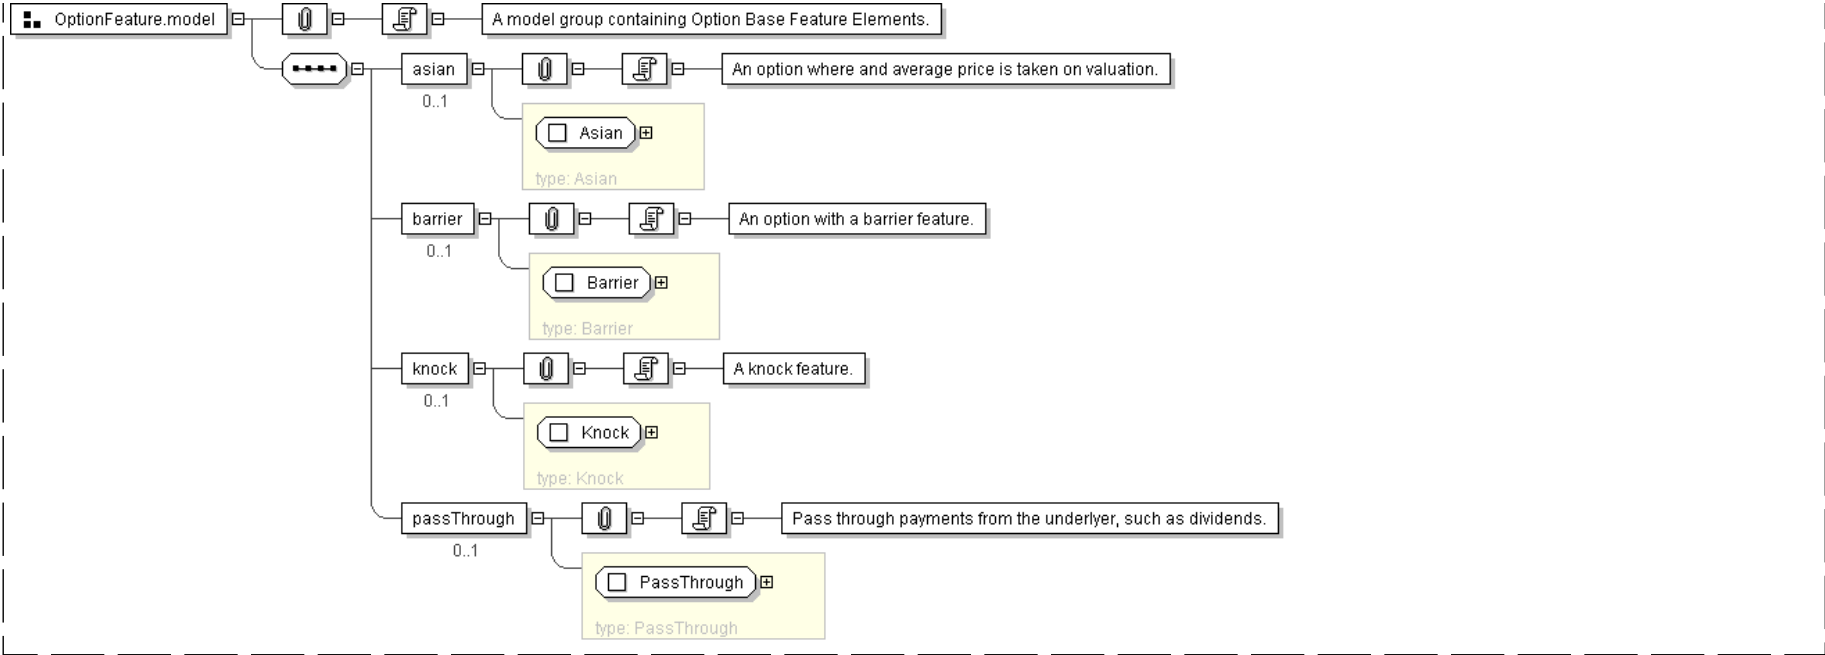 OptionFeature.model A model group containing Option Base Feature Elements.
asian An option where and average price is taken on valuation.
0..1
Asian
type: Asian
barrier An option with a barrier feature.
0..1
Barrier
type: Barrier
knock A knock feature.
0..1
Knock
type: Knock
passThrough Pass through payments from the underlyer, such as dividends.
0..1
PassThrough
type: PassThrough